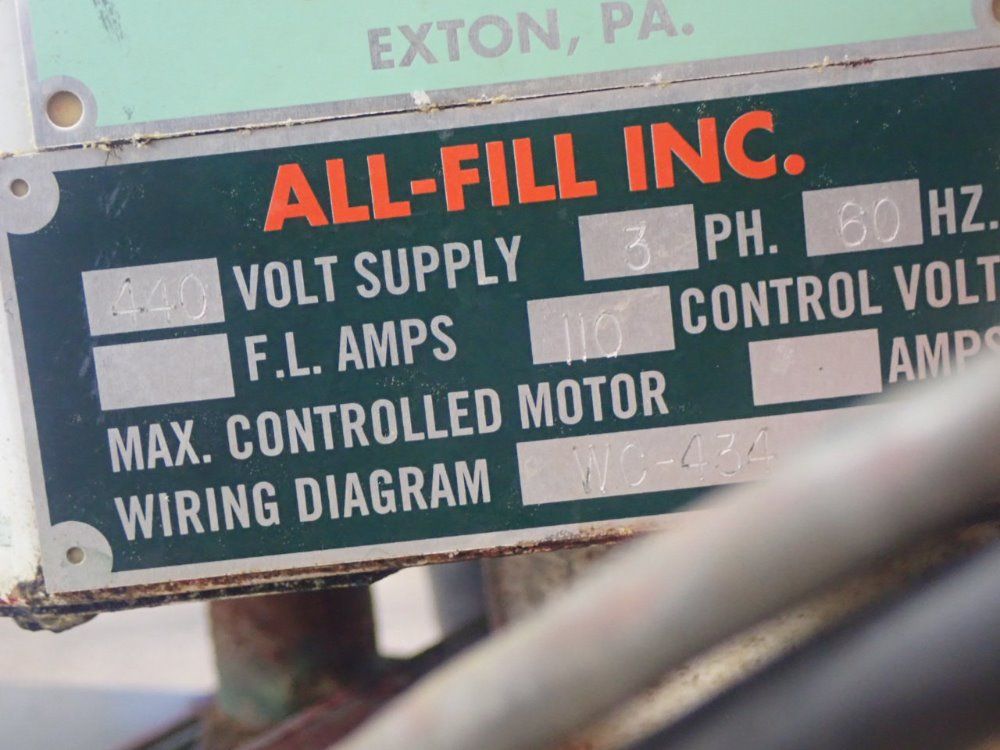 EXTON, PA.
ALL-FILL INC.
440 VOLT SUPPLY 3 PH. 60 HZ.
F.L. AMPS 110 CONTROL VOLT
MAX. CONTROLLED MOTOR AMPS
WIRING DIAGRAM WC-434